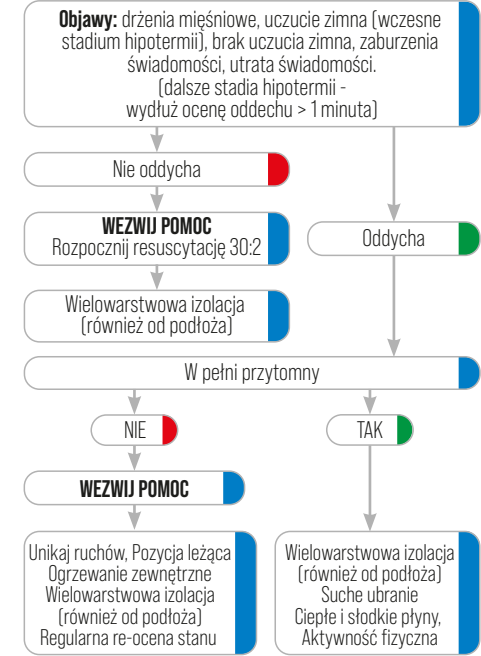 Objawy: drżenia mięśniowe, uczucie zimna (wczesne
stadium hipotermii), brak uczucia zimna, zaburzenia
świadomości, utrata świadomości.
(dalsze stadia hipotermii -
wydłuż ocenę oddechu > 1 minuta)
Nie oddycha
WEZWIJ POMOC
Rozpocznij resuscytację 30:2
Oddycha
Wielowarstwowa izolacja
(również od podłoża)
W pełni przytomny
NIE
TAK
WEZWIJ POMOC
Unikaj ruchów, Pozycja leżąca
Ogrzewanie zewnętrzne
Wielowarstwowa izolacja
(również od podłoża)
Regularna re-ocena stanu
Wielowarstwowa izolacja
(również od podłoża)
Suche ubranie
Ciepłe i słodkie płyny,
Aktywność fizyczna